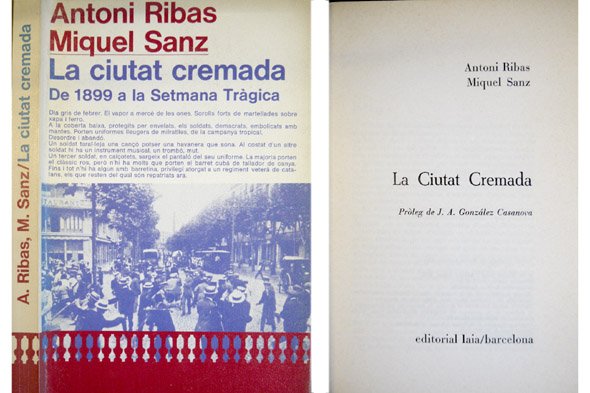 A. Ribas, M. Sanz/La ciutat cremada
Antoni Ribas
Miquel Sanz
La ciutat cremada
De 1899 a la Setmana Tràgica
Dia gris de febrer. El vapor a mercè de les ones. Sorolls forts de martellades sobre
xapa i ferro.
A la coberta baixa, protegits per envelats, els soldats, demacrats, embolicats amb
mantes. Porten uniformes lleugers de milratlles, de la campanya tropical.
Desordre i abandó.
Un soldat taral·leja una cançó potser una havanera que sona. Al costat d'un altre
soldat hi ha un instrument musical, un trombó, mut.
Un tercer soldat, en calçotets, sargeix el pantaló del seu uniforme. La majoria porten
el clàssic ros, però n'hi ha molts que porten el barret cubà de tallador de canya.
Fins i tot n'hi ha algun amb barretina, privilegi atorgat a un regiment veterà de cata-
lans, els que resten del qual són repatriats ara.
RESTAURANT
Antoni Ribas
Miquel Sanz
La Ciutat Cremada
Pròleg de J. A. González Casanova
editorial laia/barcelona